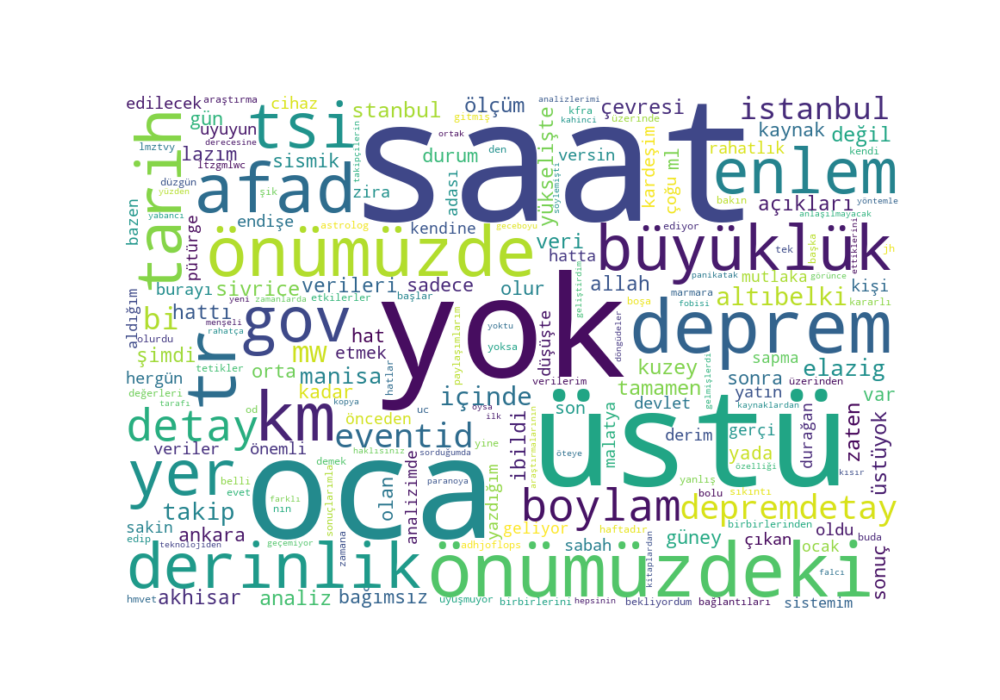 saat
yok
oca
üstü
deprem
önümüzde
önümüzdeki
büyüklük
enlem
boylam
derinlik
afad
tarih
tsi
gov
tr
km
yer
detay
depremdetay
eventid
istanbul
stanbul
ölçüm
çevresi
kaynak
değil
edilecek
araştırma
cihaz
gün
uyuyun
lazım
sismik
lmztvy
ltzgmlwc
derecesine
takipçilerin
düzgün
yüzden
şik
yabancı
bazen
pütürge
endişe
zira
astrolog
kendine
durum
adası
yükselişte
versin
ml
çoğu
kardeşim
rahatlık
açıkları
analizlerimi
gitmiş
kfra
kahinci
üzerinde
ortak
den
söylemişti
kendi
yöntemle
bakın
anlaşılmayacak
ediyor
ettiklerini
tek
başka
jh
geceboyu
veri
hatta
panikatak
görünce
mutlaka
kişi
burayı
sivriçe
verileri
sadece
olur
allah
marmara
fobisi
kararlı
altıbelki
aldığım
yeni
zamanlarda
etkilerler
başlar
geliştirdim
boşa
döngüdeler
bi
hattı
menşeli
rahatça
olurdu
şimdi
mw
hat
etmek
yoktu
yoksa
paylaşımlarım
düşüşte
gelmişlerdi
verilerim
üzerinden
sapma
kuzey
tamamen
elazig
hergün
tetikler
orta
manisa
değerleri
kadar
hatlar
içinde
sonra
yatın
var
od
kopya
uc
öysa
ilk
son
devlet
kaynaklardan
zaten
önceden
malatya
derim
gerçi
durağan
üstüyok
veriler
önemli
sorduğumda
haklısınız
yine
ibildi
yada
özelliği
demek
analizimde
olan
yazdığım
öteye
yanlış
kısır
belli
evet
farklı
nın
sonuçlarımla
paranoya
araştırmalarının
bolu
sıkıntı
takip
sakin
ankara
geliyor
haftadır
birbirlerinden
oldu
buda
edip
teknolojiden
zamana
geçemiyor
adhjoflops
sabah
güney
çıkan
ocak
sonuç
kitaplardan
falcı
akhisar
analiz
bağımsız
hmvet
tarafı
uyuşmuyor
birbirlerini
hepsinin
bekliyordum
bağlantıları
sistemim